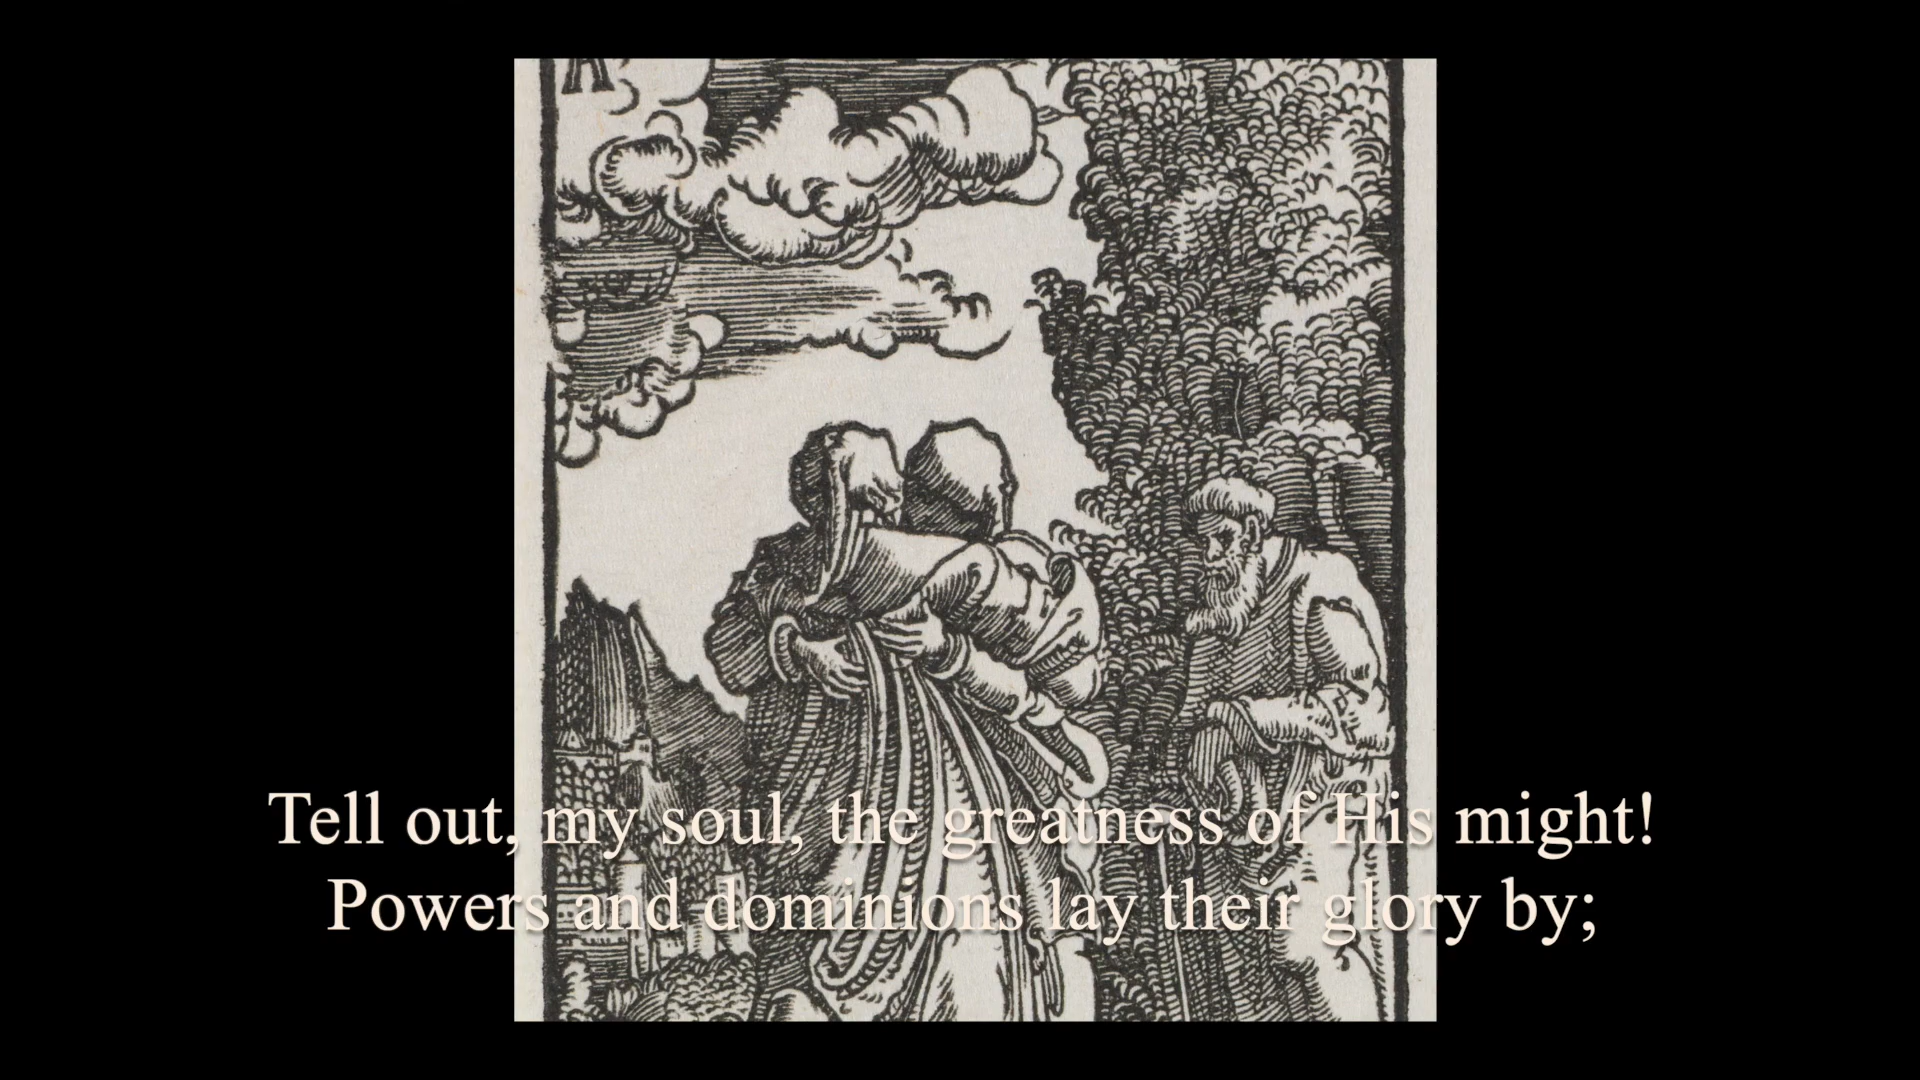 Tell out, my soul, the greatness of His might!
Powers and dominions lay their glory by;